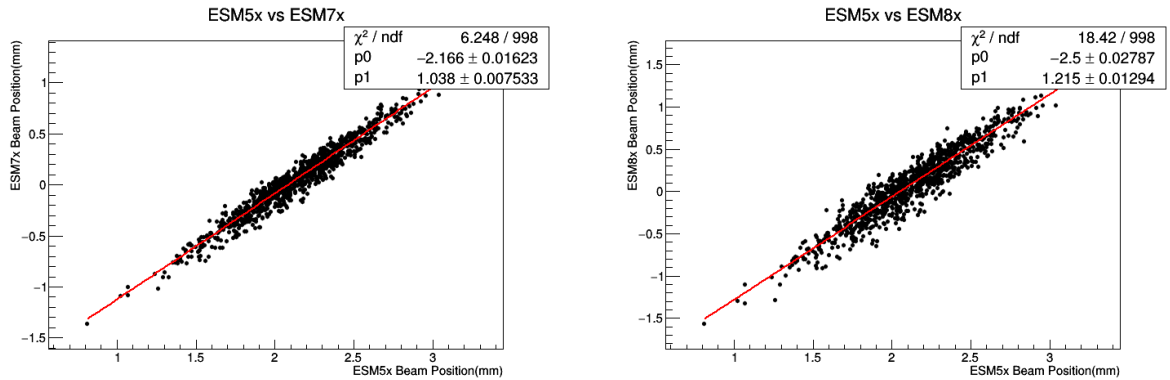 ESM5x vs ESM7x
χ² / ndf 6.248 / 998
p0 −2.166 ± 0.01623
p1 1.038 ± 0.007533
ESM7x Beam Position(mm)
1
0.5
0
−0.5
−1
−1.5
1 1.5 2 2.5 3
ESM5x Beam Position(mm)
ESM5x vs ESM8x
χ² / ndf 18.42 / 998
p0 −2.5 ± 0.02787
p1 1.215 ± 0.01294
ESM8x Beam Position(mm)
1.5
1
0.5
0
−0.5
−1
−1.5
1 1.5 2 2.5 3
ESM5x Beam Position(mm)